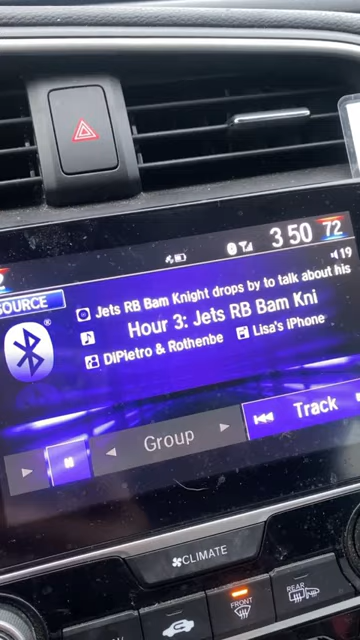 3 50 72
19
SOURCE
Jets RB Bam Knight drops by to talk about his
Hour 3: Jets RB Bam Kni
DiPietro & Rothenbe Lisa's iPhone
Group
Track
CLIMATE
FRONT
REAR